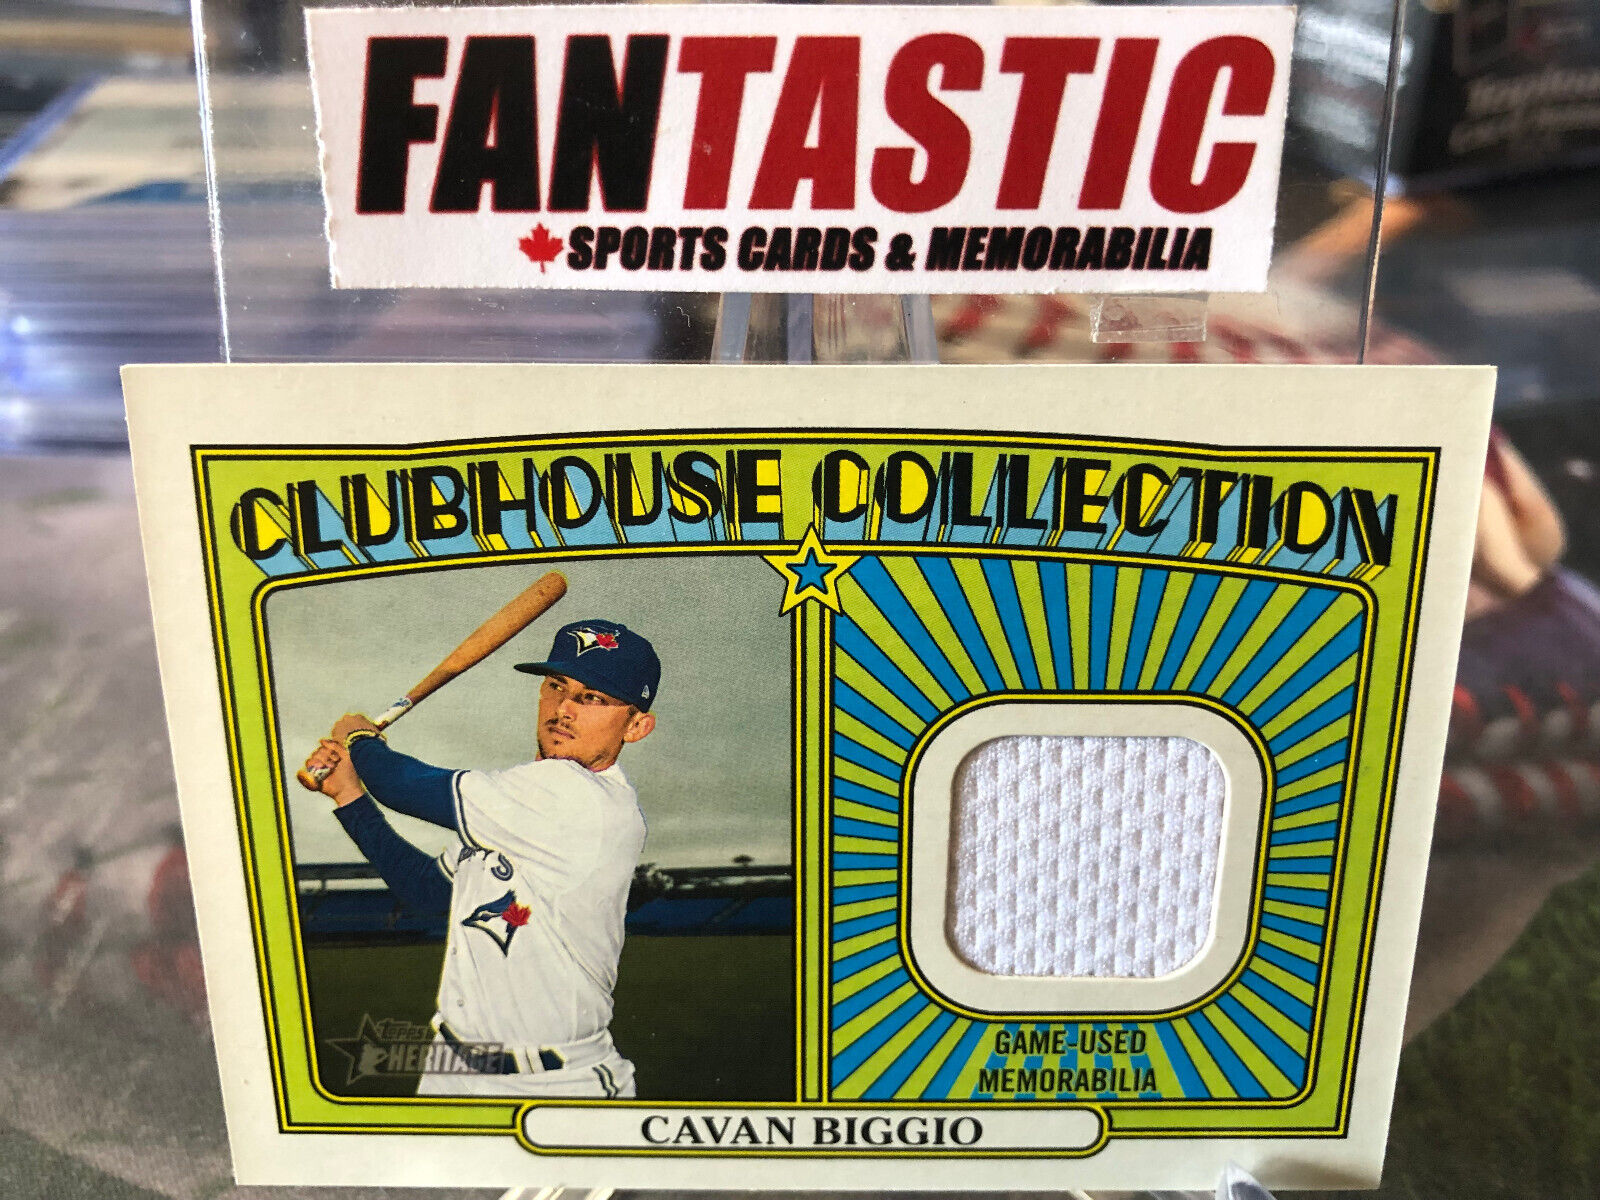 FANTASTIC
SPORTS CARDS & MEMORABILIA
CLUBHOUSE COLLECTION
Topps
HERITAGE
GAME-USED
MEMORABILIA
CAVAN BIGGIO